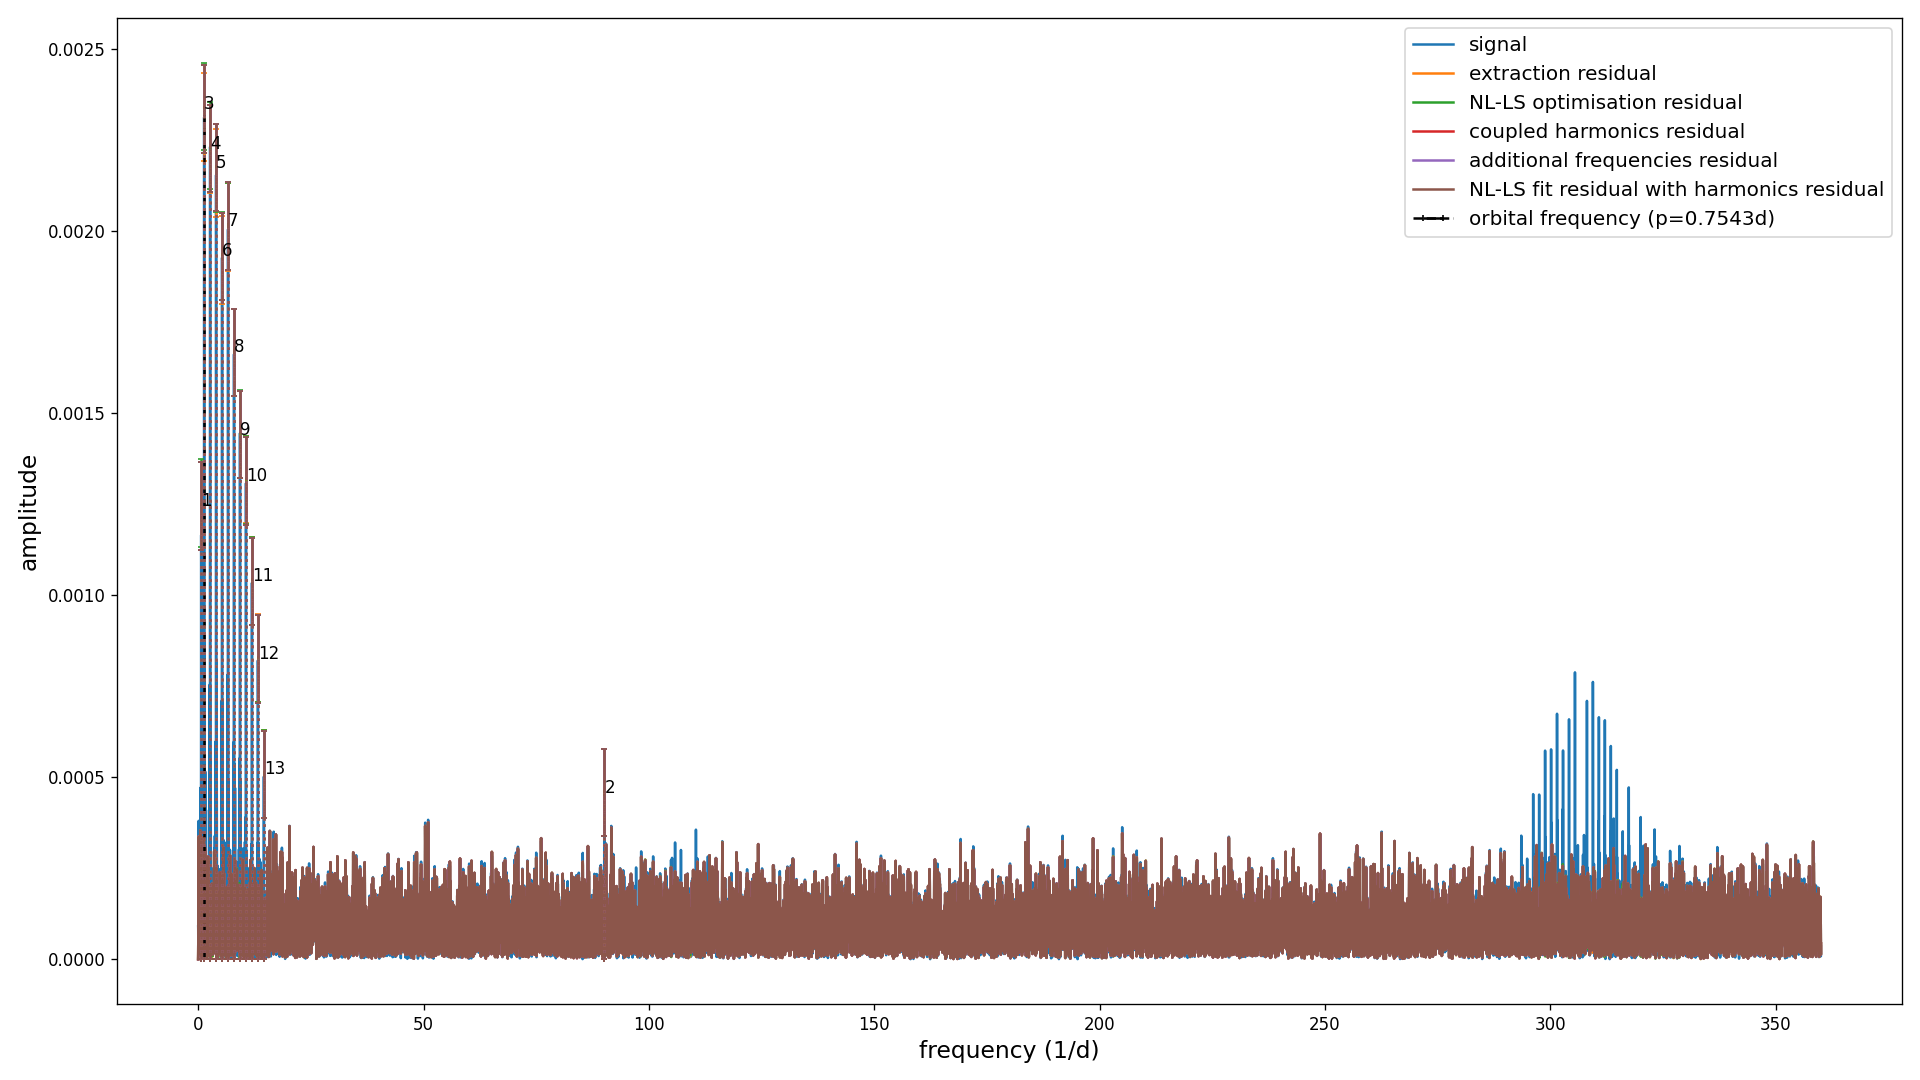 0.0025
0.0020
0.0015
0.0010
0.0005
0.0000
amplitude
3
4
5
7
6
8
9
10
1
11
12
13
2
signal
extraction residual
NL-LS optimisation residual
coupled harmonics residual
additional frequencies residual
NL-LS fit residual with harmonics residual
orbital frequency (p=0.7543d)
0 50 100 150 200 250 300 350
frequency (1/d)